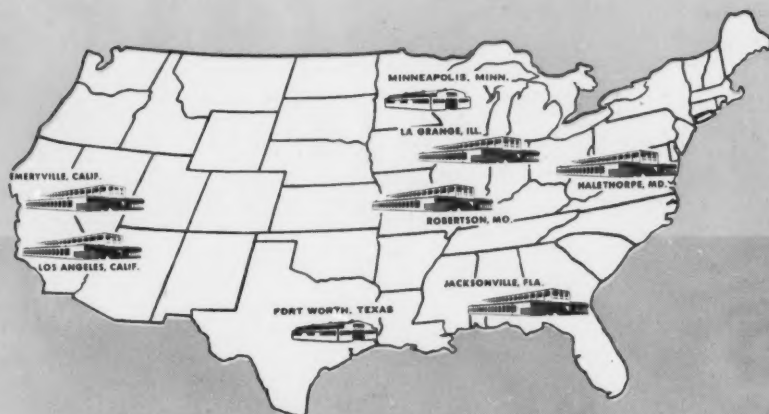 MINNEAPOLIS, MINN.
LA GRANGE, ILL.
EMERYVILLE, CALIF.
HALETHORPE, MD.
ROBERTSON, MO.
LOS ANGELES, CALIF.
JACKSONVILLE, FLA.
FORT WORTH, TEXAS